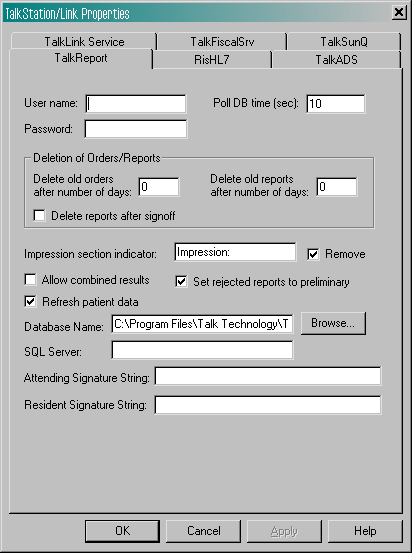 TalkStation/Link Properties
TalkLink Service TalkFiscalSrv TalkSunQ
TalkReport RisHL7 TalkADS
User name: Poll DB time (sec): 10
Password:
Deletion of Orders/Reports
Delete old orders Delete old reports
after number of days: 0 after number of days: 0
Delete reports after signoff
Impression section indicator: Impression: Remove
Allow combined results Set rejected reports to preliminary
Refresh patient data
Database Name: C:\Program Files\Talk Technology\T Browse...
SQL Server:
Attending Signature String:
Resident Signature String:
OK Cancel Apply Help